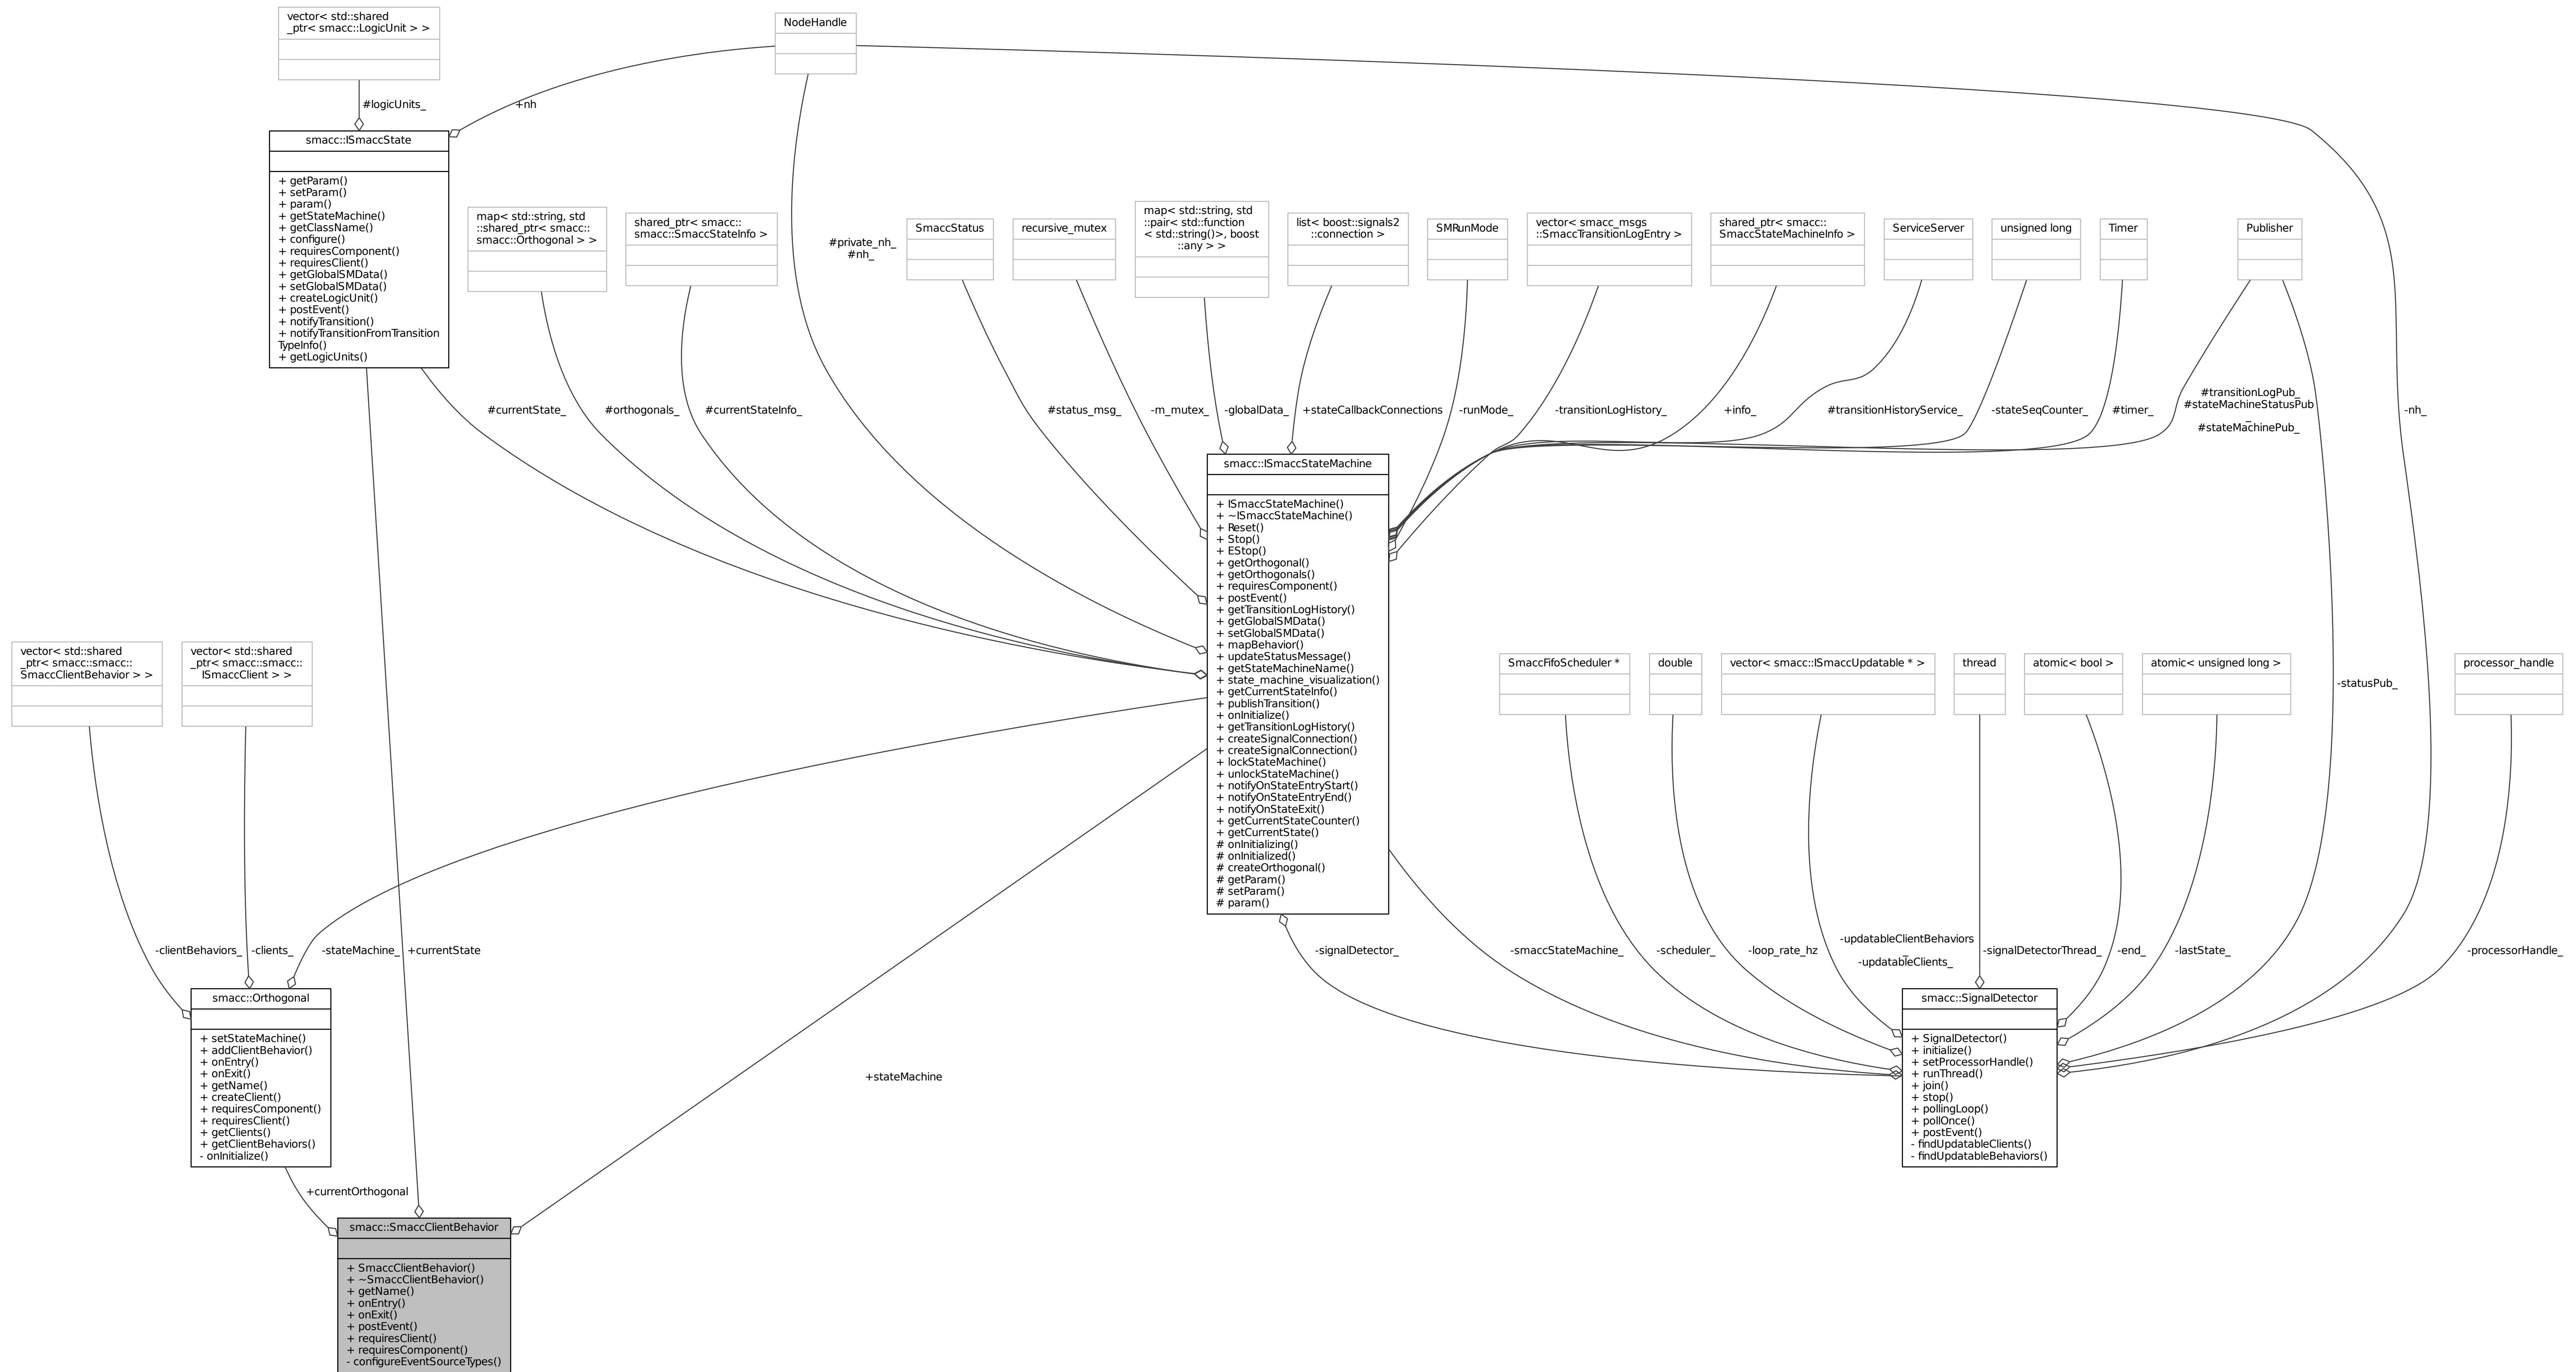 vector< std::shared
_ptr< smacc::LogicUnit > >
NodeHandle
#logicUnits_
+nh
smacc::ISmaccState
+ getParam()
+ setParam()
+ param()
+ getStateMachine()
+ getClassName()
+ configure()
+ requiresComponent()
+ requiresClient()
+ getGlobalSMData()
+ setGlobalSMData()
+ createLogicUnit()
+ postEvent()
+ notifyTransition()
+ notifyTransitionFromTransition
TypeInfo()
+ getLogicUnits()
map< std::string, std
::shared_ptr< smacc::
smacc::Orthogonal > >
shared_ptr< smacc::
smacc::SmaccStateInfo >
#private_nh_
#nh_
SmaccStatus
recursive_mutex
map< std::string, std
::pair< std::function
< std::string()>, boost
::any > >
list< boost::signals2
::connection >
SMRunMode
vector< smacc_msgs
::SmaccTransitionLogEntry >
shared_ptr< smacc::
SmaccStateMachineInfo >
ServiceServer
unsigned long
Timer
Publisher
#currentState_
#orthogonals_
#currentStateInfo_
#status_msg_
-m_mutex_
-globalData_
+stateCallbackConnections
-runMode_
-transitionLogHistory_
+info_
#transitionHistoryService_
-stateSeqCounter_
#timer_
#transitionLogPub_
#stateMachineStatusPub
_
#stateMachinePub_
-nh_
smacc::ISmaccStateMachine
+ ISmaccStateMachine()
+ ~ISmaccStateMachine()
+ Reset()
+ Stop()
+ EStop()
+ getOrthogonal()
+ getOrthogonals()
+ requiresComponent()
+ postEvent()
+ getTransitionLogHistory()
+ getGlobalSMData()
+ setGlobalSMData()
+ mapBehavior()
+ updateStatusMessage()
+ getStateMachineName()
+ state_machine_visualization()
+ getCurrentStateInfo()
+ publishTransition()
+ onInitialize()
+ getTransitionLogHistory()
+ createSignalConnection()
+ createSignalConnection()
+ lockStateMachine()
+ unlockStateMachine()
+ notifyOnStateEntryStart()
+ notifyOnStateEntryEnd()
+ notifyOnStateExit()
+ getCurrentStateCounter()
+ getCurrentState()
# onInitializing()
# onInitialized()
# createOrthogonal()
# getParam()
# setParam()
# param()
vector< std::shared
_ptr< smacc::smacc::
SmaccClientBehavior > >
vector< std::shared
_ptr< smacc::smacc::
ISmaccClient > >
SmaccFifoScheduler *
double
vector< smacc::ISmaccUpdatable * >
thread
atomic< bool >
atomic< unsigned long >
-statusPub_
processor_handle
-clientBehaviors_
-clients_
-stateMachine_
+currentState
-signalDetector_
-smaccStateMachine_
-scheduler_
-loop_rate_hz
-updatableClientBehaviors
_
-updatableClients_
-signalDetectorThread_
-end_
-lastState_
-processorHandle_
smacc::Orthogonal
+ setStateMachine()
+ addClientBehavior()
+ onEntry()
+ onExit()
+ getName()
+ createClient()
+ requiresComponent()
+ requiresClient()
+ getClients()
+ getClientBehaviors()
- onInitialize()
+stateMachine
smacc::SignalDetector
+ SignalDetector()
+ initialize()
+ setProcessorHandle()
+ runThread()
+ join()
+ stop()
+ pollingLoop()
+ pollOnce()
+ postEvent()
- findUpdatableClients()
- findUpdatableBehaviors()
+currentOrthogonal
smacc::SmaccClientBehavior
+ SmaccClientBehavior()
+ ~SmaccClientBehavior()
+ getName()
+ onEntry()
+ onExit()
+ postEvent()
+ requiresClient()
+ requiresComponent()
- configureEventSourceTypes()